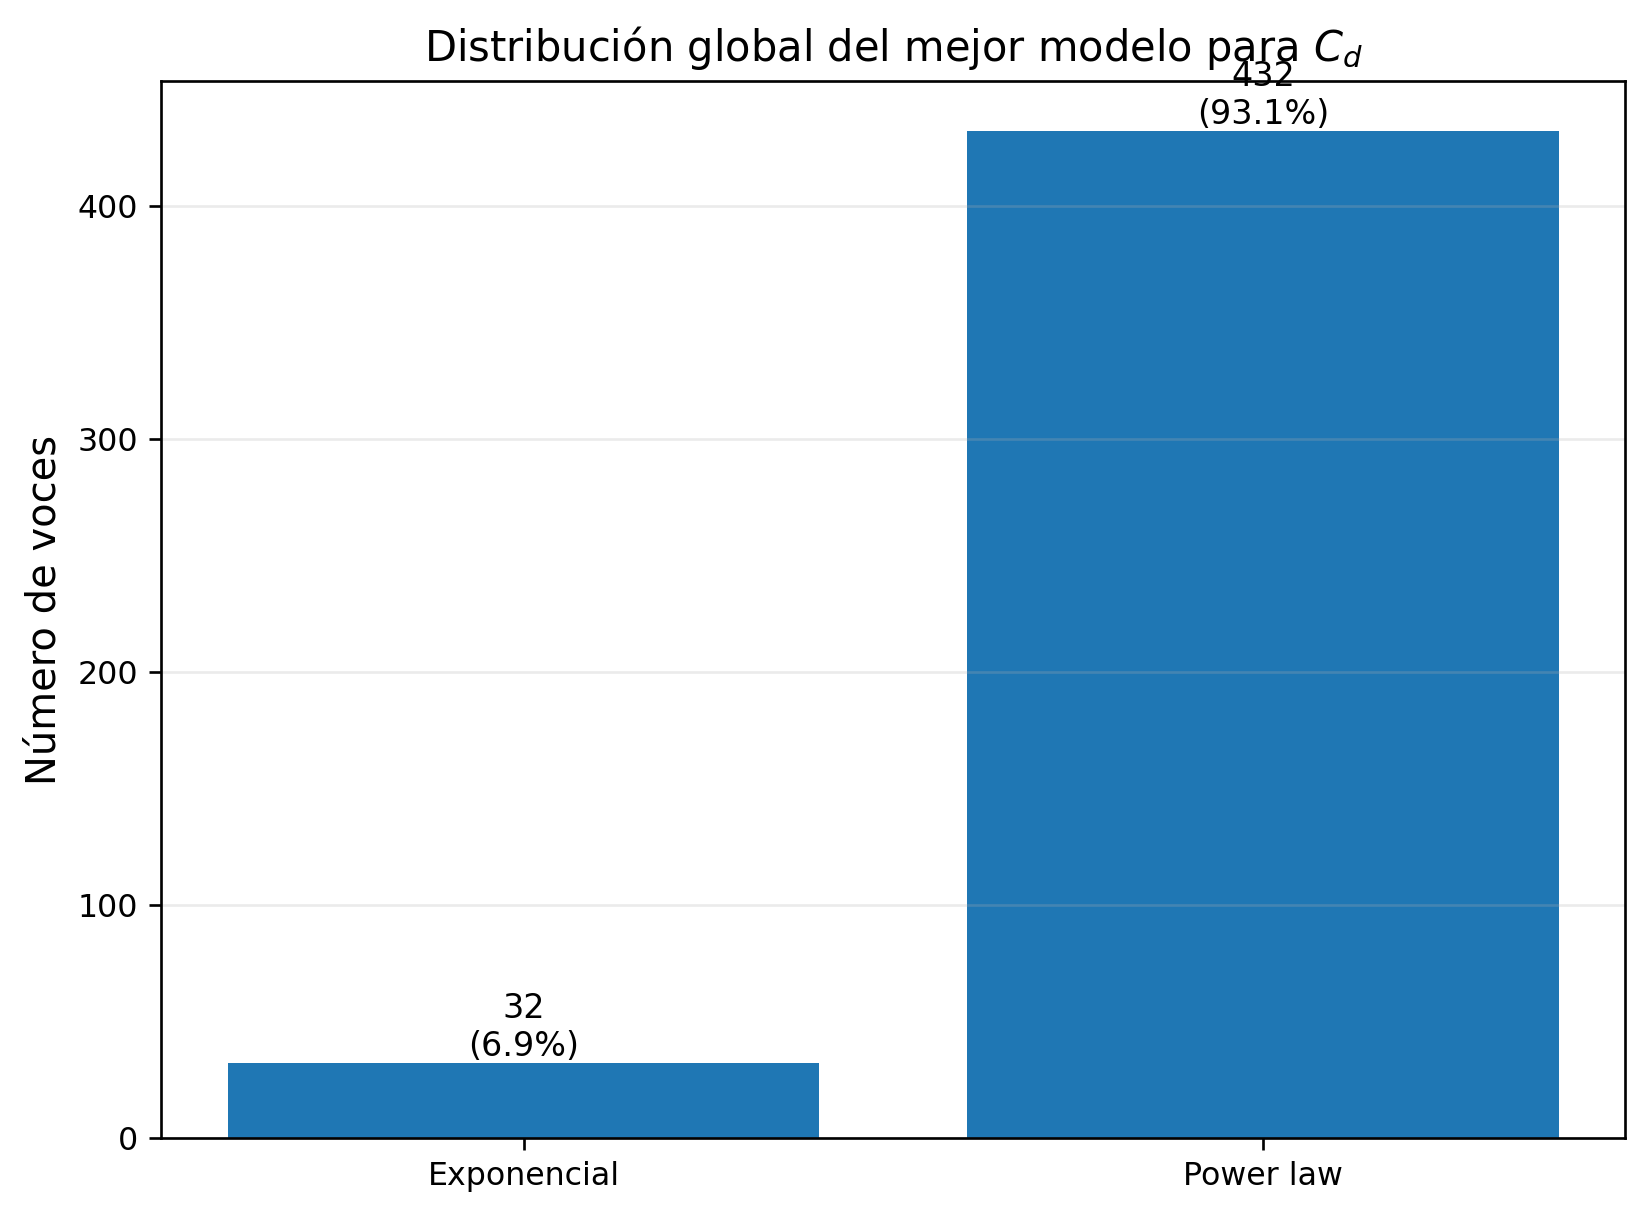 Distribución global del mejor modelo para C_d
432
(93.1%)
400
300
200
100
0
Número de voces
32
(6.9%)
Exponencial
Power law